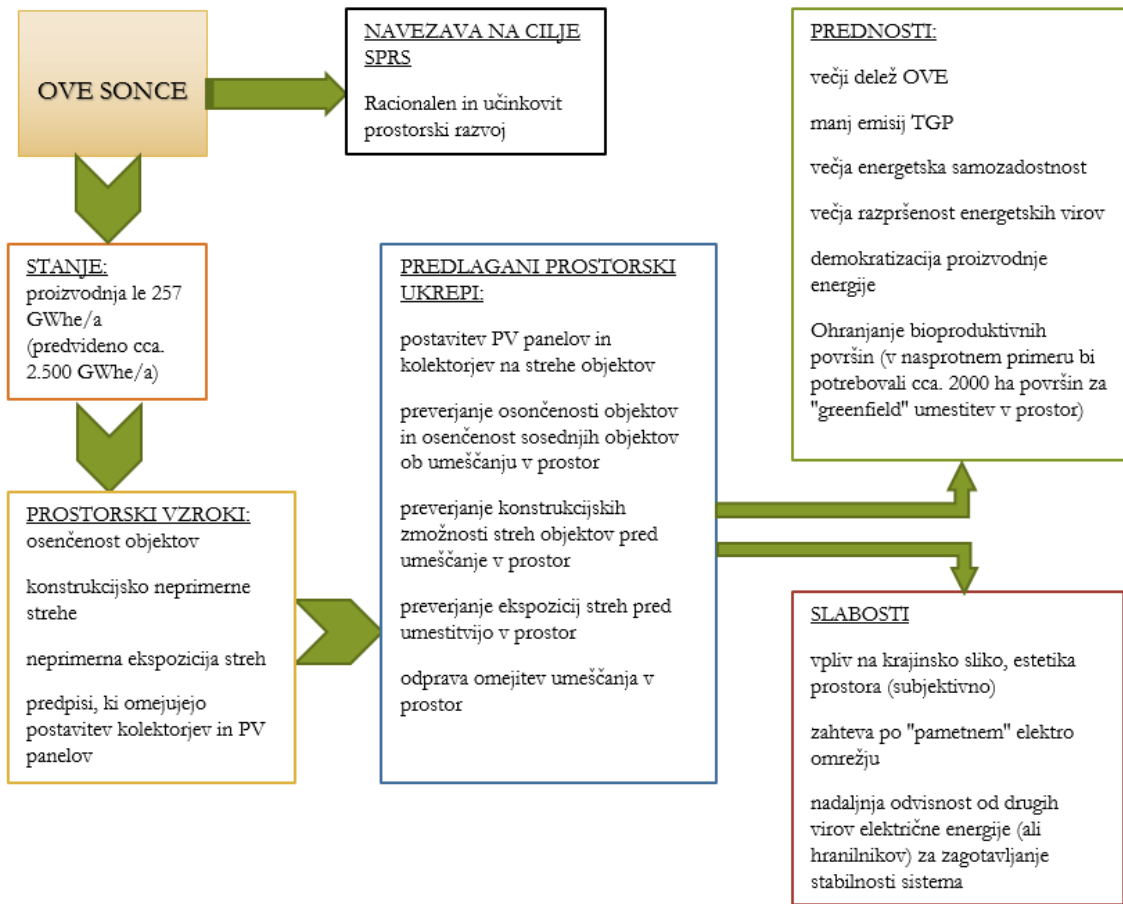 OVE SONCE
NAVEZAVA NA CILJE
SPRS
Racionalen in učinkovit
prostorski razvoj
STANJE:
proizvodnja le 257
GWhe/a
(predvideno cca.
2.500 GWhe/a)
PROSTORSKI VZROKI:
osenčenost objektov
konstrukcijsko neprimerne
strehe
neprimerna ekspozicija streh
predpisi, ki omejujejo
postavitev kolektorjev in PV
panelov
PREDLAGANI PROSTORSKI
UKREPI:
postavitev PV panelov in
kolektorjev na strehe objektov
preverjanje osončenosti objektov
in osenčenost sosednjih objektov
ob umeščanju v prostor
preverjanje konstrukcijskih
zmožnosti streh objektov pred
umeščanje v prostor
preverjanje ekspozicij streh pred
umestitvijo v prostor
odprava omejitev umeščanja v
prostor
PREDNOSTI:
večji delež OVE
manj emisij TGP
večja energetska samozadostnost
večja razpršenost energetskih virov
demokratizacija proizvodnje
energije
Ohranjanje bioproduktivnih
površin (v nasprotnem primeru bi
potrebovali cca. 2000 ha površin za
"greenfield" umestitev v prostor)
SLABOSTI
vpliv na krajinsko sliko, estetika
prostora (subjektivno)
zahteva po "pametnem" elektro
omrežju
nadaljnja odvisnost od drugih
virov električne energije (ali
hranilnikov) za zagotavljanje
stabilnosti sistema